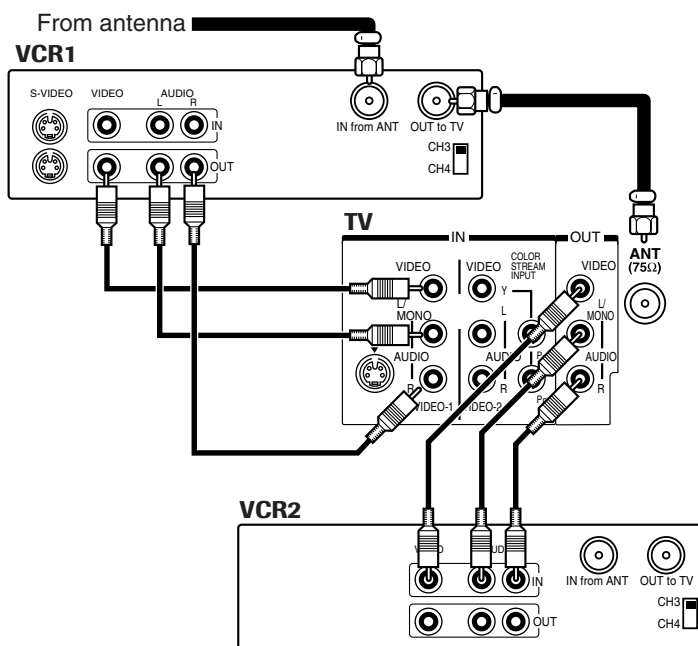 From antenna
VCR1
S-VIDEO VIDEO AUDIO
L R
IN
IN from ANT OUT to TV
CH3
CH4
OUT
TV
IN OUT
ANT
(75Ω)
VIDEO VIDEO COLOR STREAM INPUT VIDEO
Y
L/MONO L L/MONO
AUDIO AUDIO AUDIO
R R R
VIDEO-1 VIDEO-2
VCR2
IN
IN from ANT OUT to TV
CH3
CH4
OUT